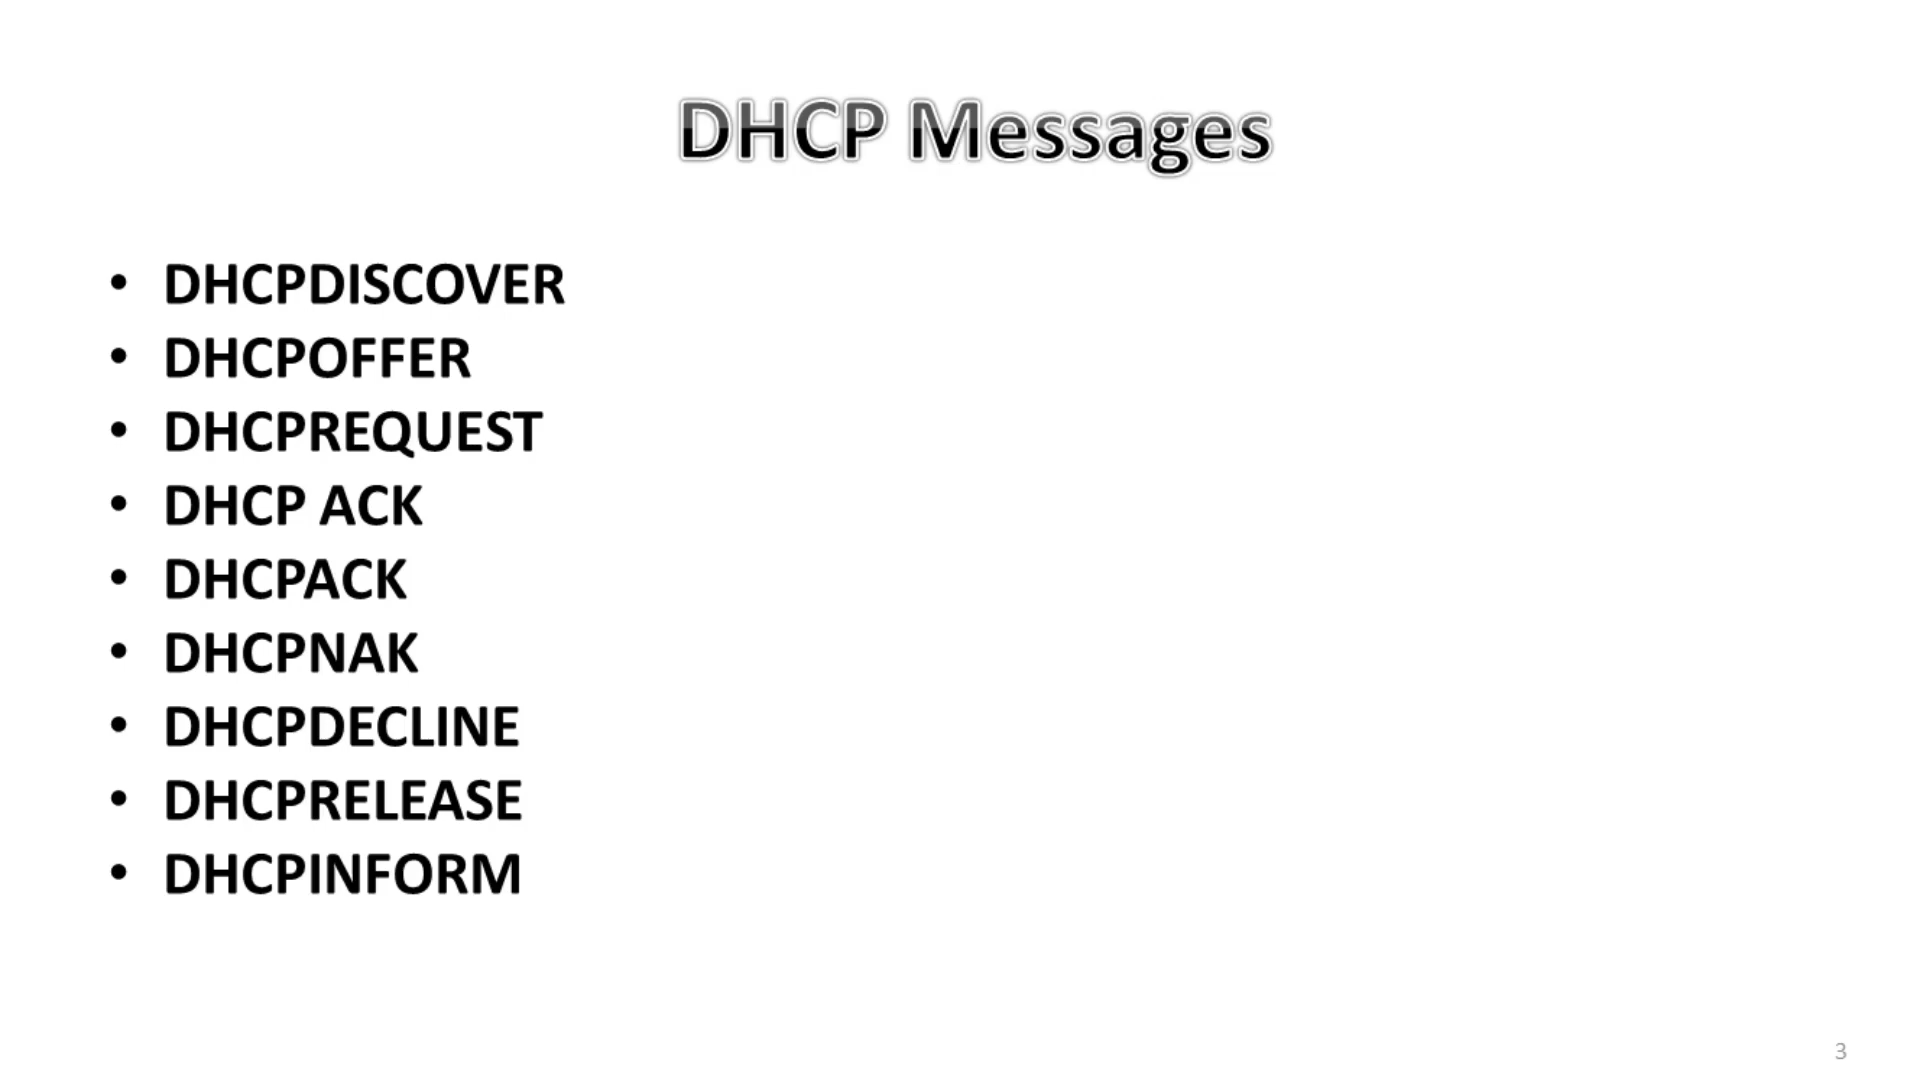 DHCP Messages
• DHCPDISCOVER
• DHCPOFFER
• DHCPREQUEST
• DHCP ACK
• DHCPACK
• DHCPNAK
• DHCPDECLINE
• DHCPRELEASE
• DHCPINFORM
3